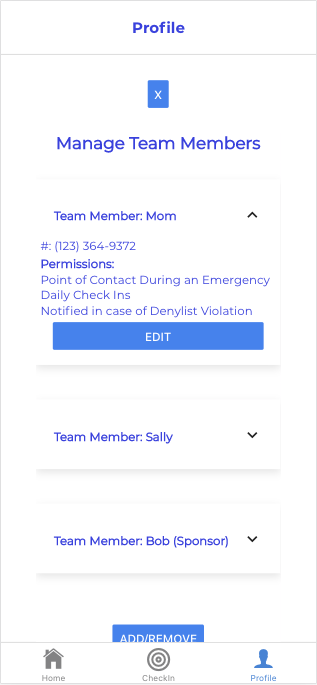 Profile
X
Manage Team Members
Team Member: Mom
#: (123) 364-9372
Permissions:
Point of Contact During an Emergency
Daily Check Ins
Notified in case of Denylist Violation
EDIT
Team Member: Sally
Team Member: Bob (Sponsor)
ADD/REMOVE
Home
CheckIn
Profile